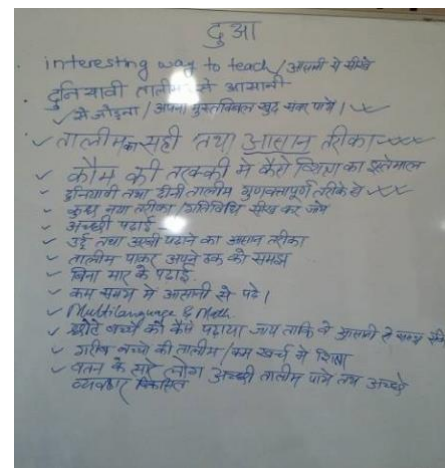 दुआ
interesting way to teach / आसानी से सीखे
दुनियावी तालीम से आसानी
से जोड़ना / अपना मुस्तकबिल खुद पाये।
तालीम का सही तथा आसान तरीका
कौम की तरक्की में कैसे शिक्षा का इस्तेमाल
दुनियावी तथा दीनी तालीम गुणवत्तापूर्ण तरीके से
कुछ नया तरीका / गतिविधि सीख कर जाये
अच्छी पढाई
उर्दू तथा अरबी पढाने का आसान तरीका
तालीम पाकर अपने हक को समझे
बिना मार के पढाई
कम समय में आसानी से पढे।
Multilanguage & Math.
छोटे बच्चों को कैसे पढाया जाय ताकि वे आसानी से समझ सके
गरीब बच्चों की तालीम / कम खर्च में शिक्षा
वतन के सारे लोग अच्छी तालीम पाये तथा अच्छे
व्यवहार विकसित